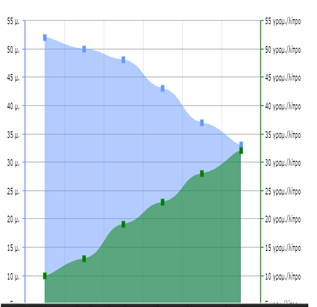 55 μ.
50 μ.
45 μ.
40 μ.
35 μ.
30 μ.
25 μ.
20 μ.
15 μ.
10 μ.
55 γραμ./λίτρο
50 γραμ./λίτρο
45 γραμ./λίτρο
40 γραμ./λίτρο
35 γραμ./λίτρο
30 γραμ./λίτρο
25 γραμ./λίτρο
20 γραμ./λίτρο
15 γραμ./λίτρο
10 γραμ./λίτρο